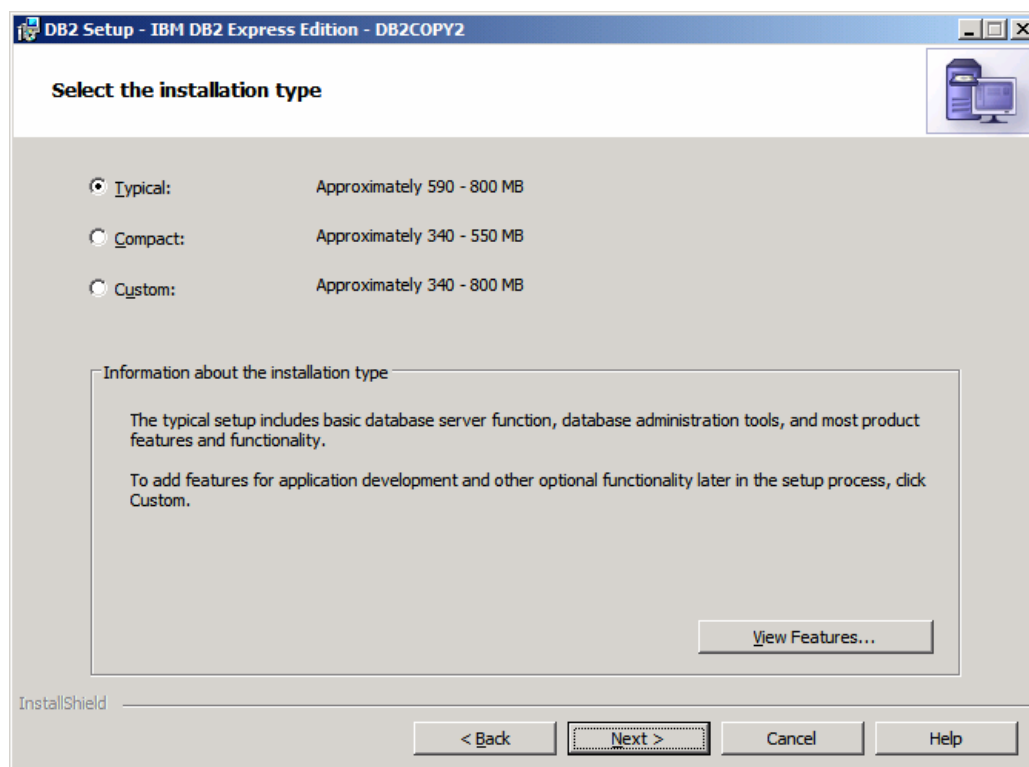 DB2 Setup - IBM DB2 Express Edition - DB2COPY2
Select the installation type
Typical: Approximately 590 - 800 MB
Compact: Approximately 340 - 550 MB
Custom: Approximately 340 - 800 MB
Information about the installation type
The typical setup includes basic database server function, database administration tools, and most product
features and functionality.
To add features for application development and other optional functionality later in the setup process, click
Custom.
View Features...
InstallShield
< Back Next > Cancel Help